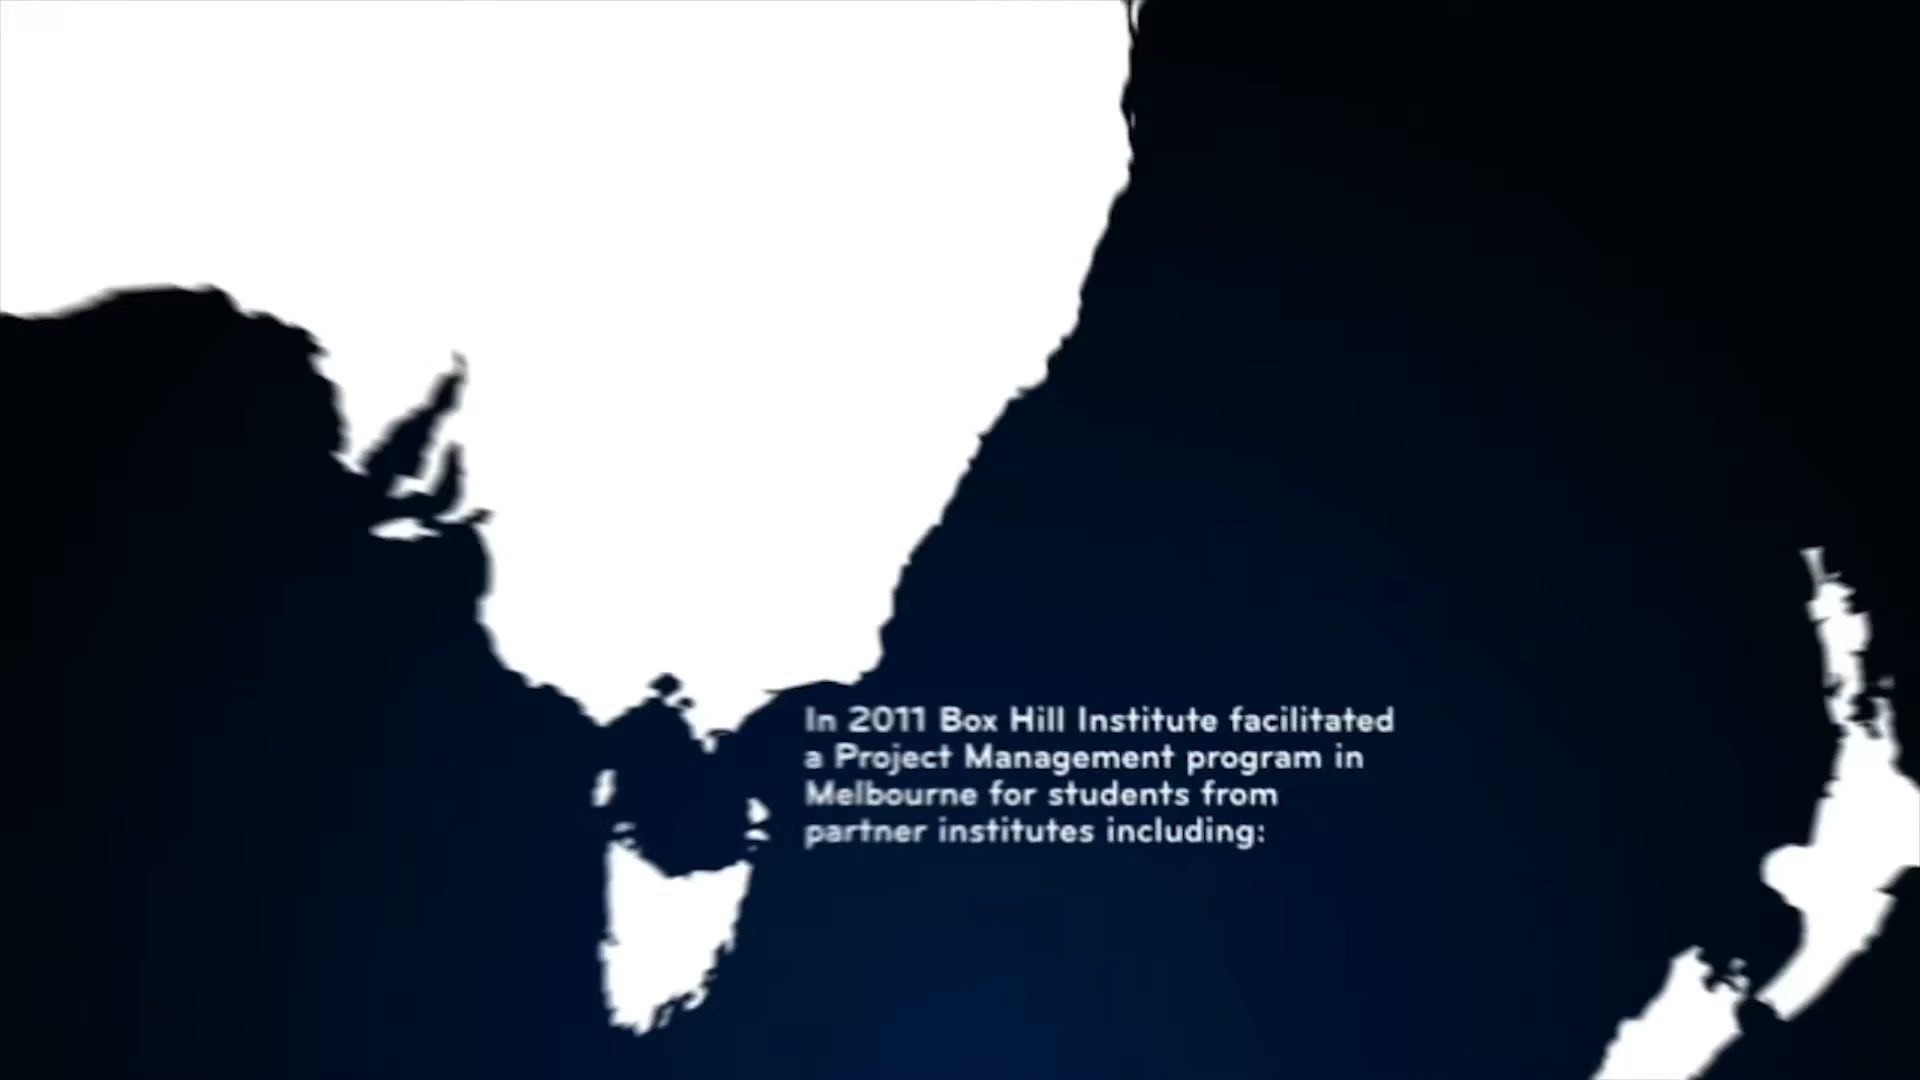 In 2011 Box Hill Institute facilitated
a Project Management program in
Melbourne for students from
partner institutes including: